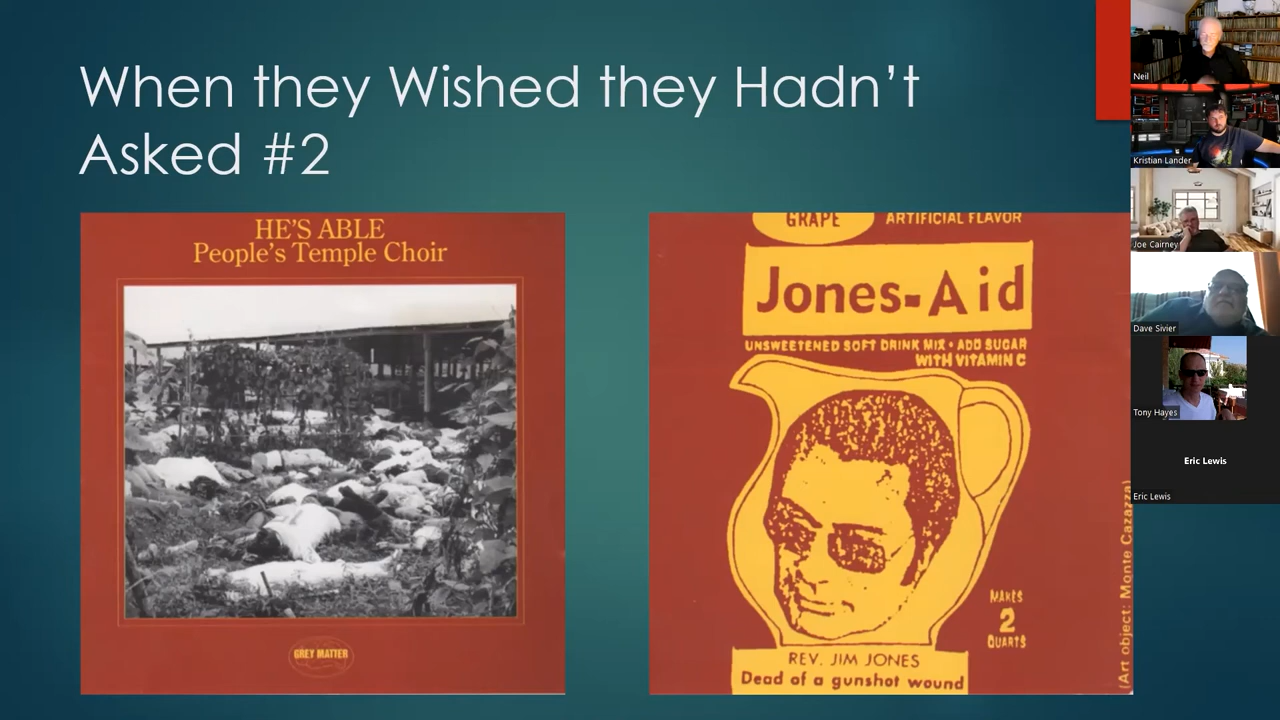 When they Wished they Hadn't
Asked #2
HE'S ABLE
People's Temple Choir
GREY MATTER
GRAPE
ARTIFICIAL FLAVOR
Jones-Aid
UNSWEETENED SOFT DRINK MIX • ADD SUGAR
WITH VITAMIN C
MAKES
2
QUARTS
REV. JIM JONES
Dead of a gunshot wound
(Art object: Monte Cazazza)
Neil
Kristian Lander
Joe Cairney
Dave Sivier
Tony Hayes
Eric Lewis
Eric Lewis